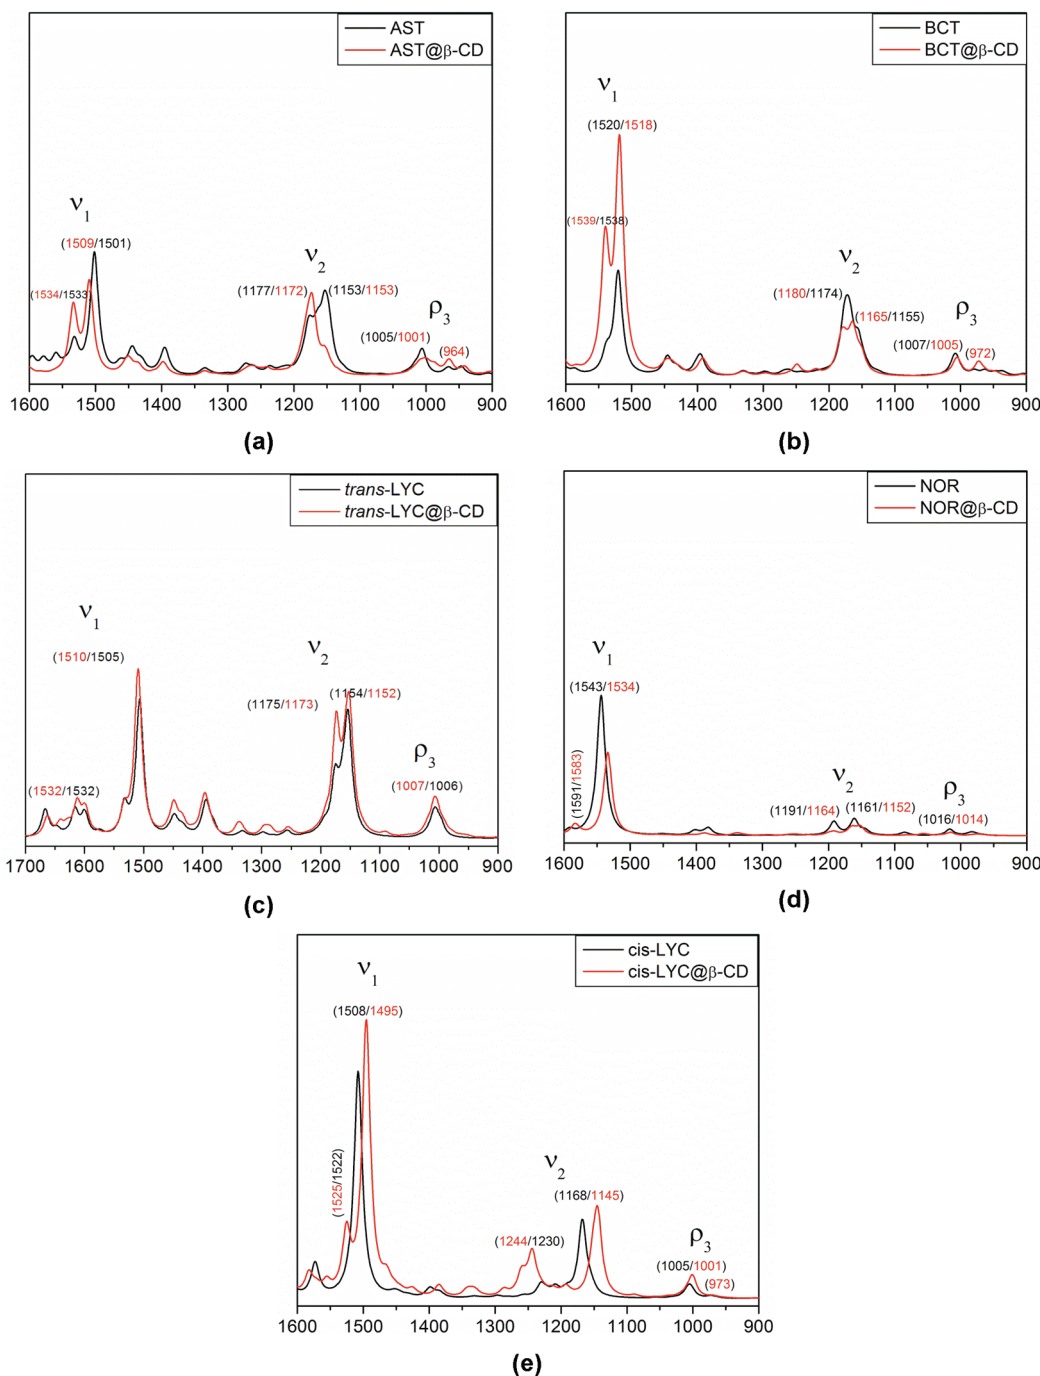 AST
AST@β-CD
ν1
(1509/1501)
(1534/1533)
ν2
(1177/1172)
(1153/1153)
ρ3
(1005/1001)
(964)
1600 1500 1400 1300 1200 1100 1000 900
(a)
BCT
BCT@β-CD
ν1
(1520/1518)
(1539/1538)
ν2
(1180/1174)
(1165/1155)
ρ3
(1007/1005)
(972)
1600 1500 1400 1300 1200 1100 1000 900
(b)
trans-LYC
trans-LYC@β-CD
ν1
(1510/1505)
(1532/1532)
ν2
(1175/1173)
(1154/1152)
ρ3
(1007/1006)
1700 1600 1500 1400 1300 1200 1100 1000 900
(c)
NOR
NOR@β-CD
ν1
(1543/1534)
(1591/1583)
ν2
(1191/1164)
(1161/1152)
ρ3
(1016/1014)
1600 1500 1400 1300 1200 1100 1000 900
(d)
cis-LYC
cis-LYC@β-CD
ν1
(1508/1495)
(1525/1522)
ν2
(1168/1145)
(1244/1230)
ρ3
(1005/1001)
(973)
1600 1500 1400 1300 1200 1100 1000 900
(e)